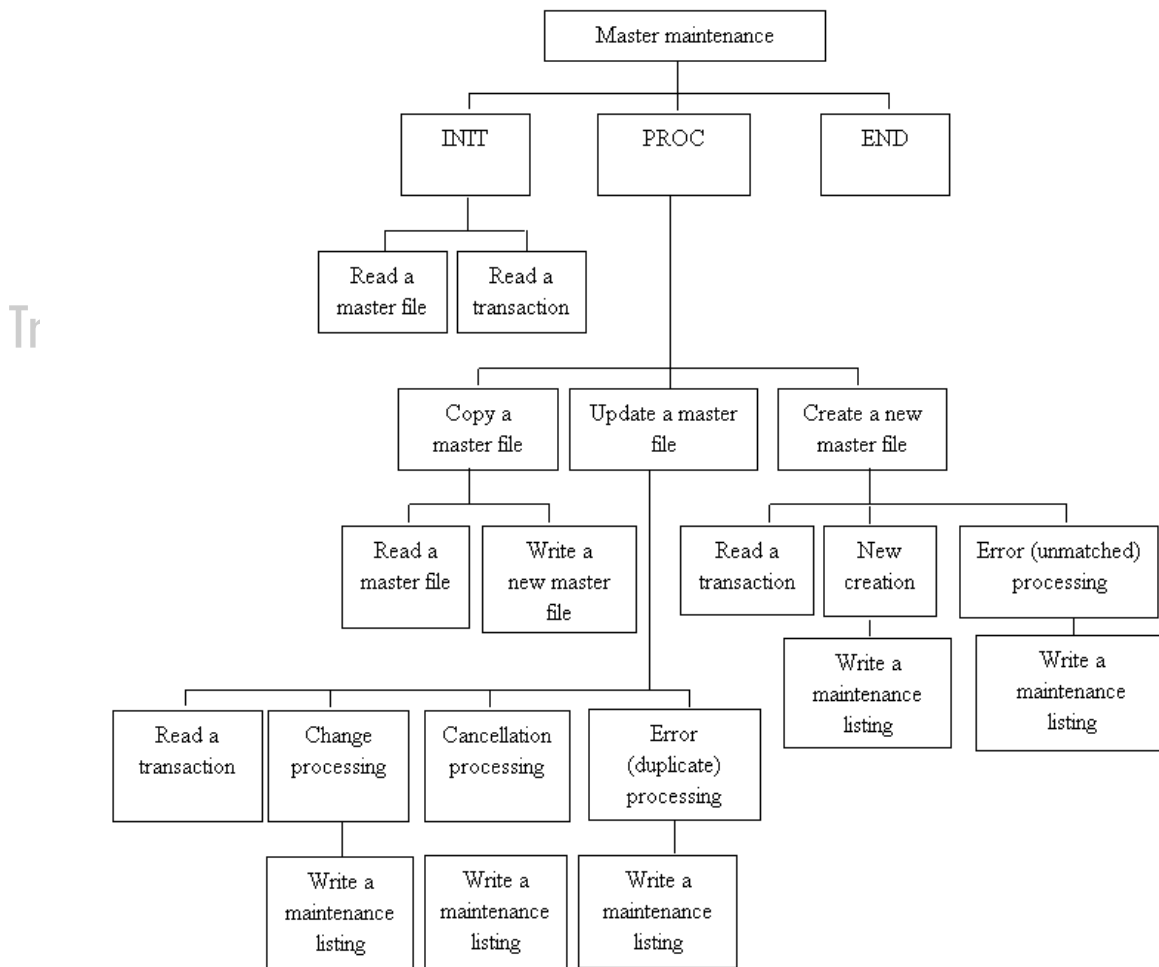 Master maintenance
INIT
PROC
END
Read a
master file
Read a
transaction
Tr
Copy a
master file
Update a master
file
Create a new
master file
Read a
master file
Write a
new master
file
Read a
transaction
New
creation
Error (unmatched)
processing
Write a
maintenance
listing
Write a
maintenance
listing
Read a
transaction
Change
processing
Cancellation
processing
Error
(duplicate)
processing
Write a
maintenance
listing
Write a
maintenance
listing
Write a
maintenance
listing